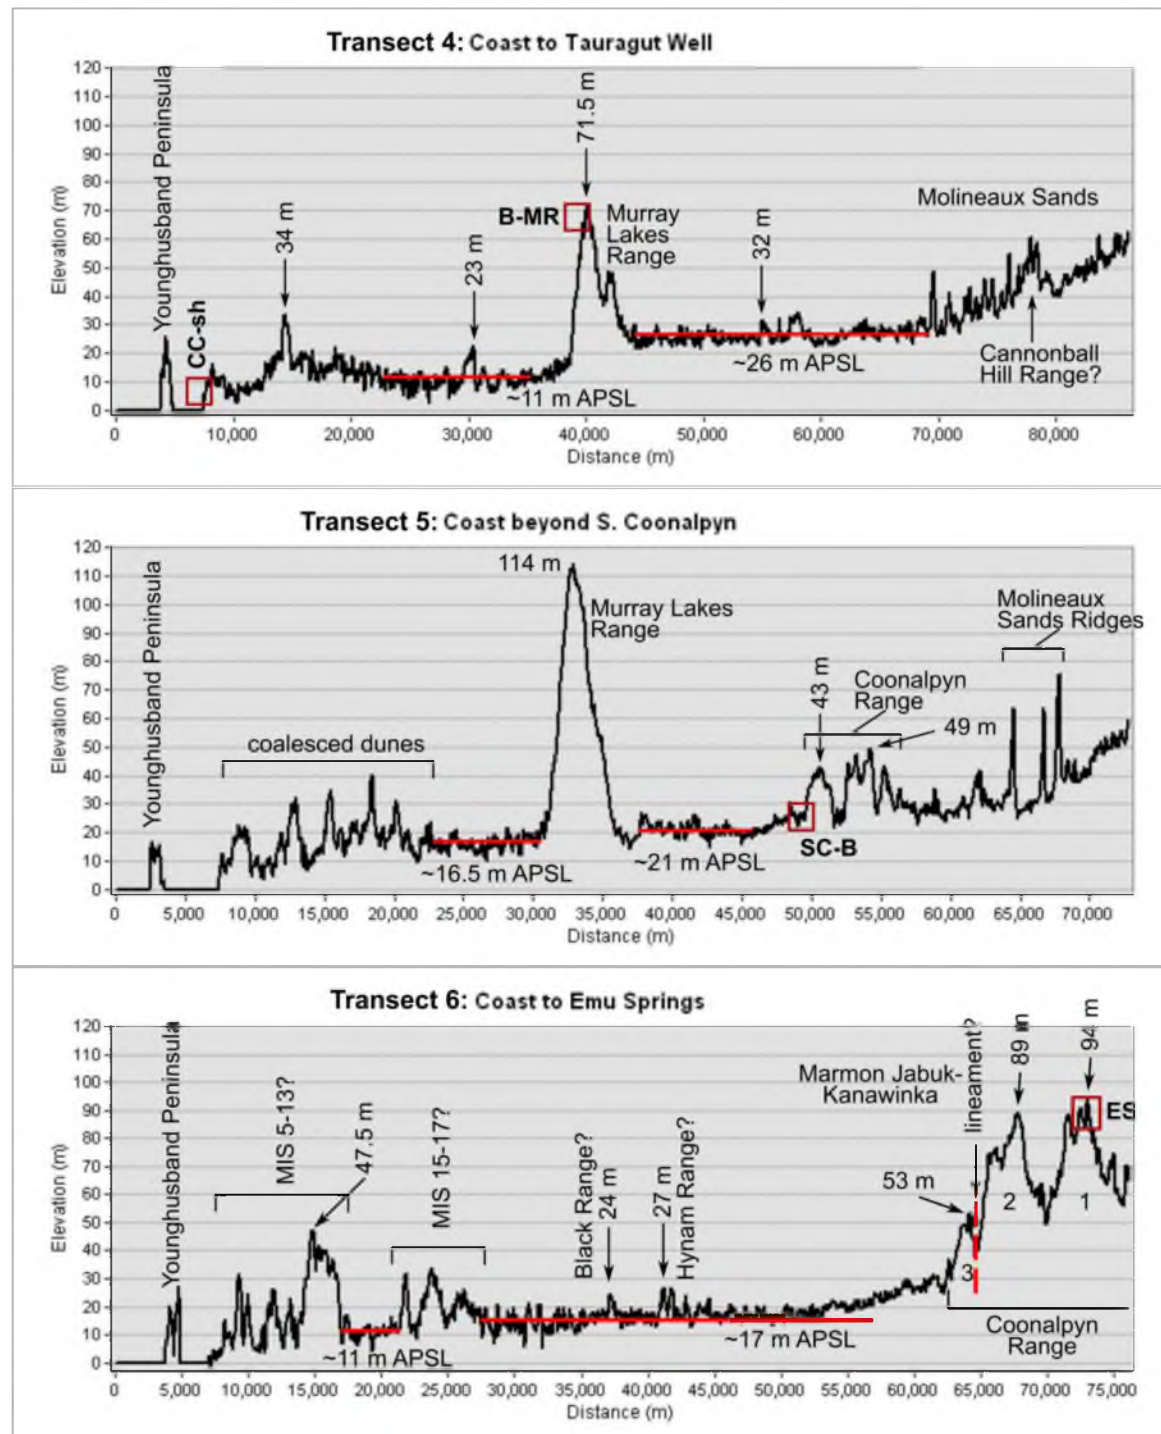 Transect 4: Coast to Tauragut Well
120
110
100
90
80
70
60
50
40
30
20
10
0
Elevation (m)
Younghusband Peninsula
CC-sh
34 m
23 m
B-MR
71.5 m
Murray
Lakes
Range
32 m
Molineaux Sands
Cannonball
Hill Range?
~11 m APSL
~26 m APSL
0 10,000 20,000 30,000 40,000 50,000 60,000 70,000 80,000
Distance (m)
Transect 5: Coast beyond S. Coonalpyn
120
110
100
90
80
70
60
50
40
30
20
10
0
Elevation (m)
Younghusband Peninsula
coalesced dunes
114 m
Murray Lakes
Range
43 m
Coonalpyn
Range
49 m
Molineaux
Sands Ridges
~16.5 m APSL
~21 m APSL
SC-B
0 5,000 10,000 15,000 20,000 25,000 30,000 35,000 40,000 45,000 50,000 55,000 60,000 65,000 70,000
Distance (m)
Transect 6: Coast to Emu Springs
120
110
100
90
80
70
60
50
40
30
20
10
0
Elevation (m)
Younghusband Peninsula
MIS 5-13?
47.5 m
MIS 15-17?
Black Range?
24 m
27 m
Hynam Range?
Marmon Jabuk-
Kanawinka
lineament?
89 m
94 m
ES
53 m
3
2
1
~11 m APSL
~17 m APSL
Coonalpyn
Range
0 5,000 10,000 15,000 20,000 25,000 30,000 35,000 40,000 45,000 50,000 55,000 60,000 65,000 70,000 75,000
Distance (m)